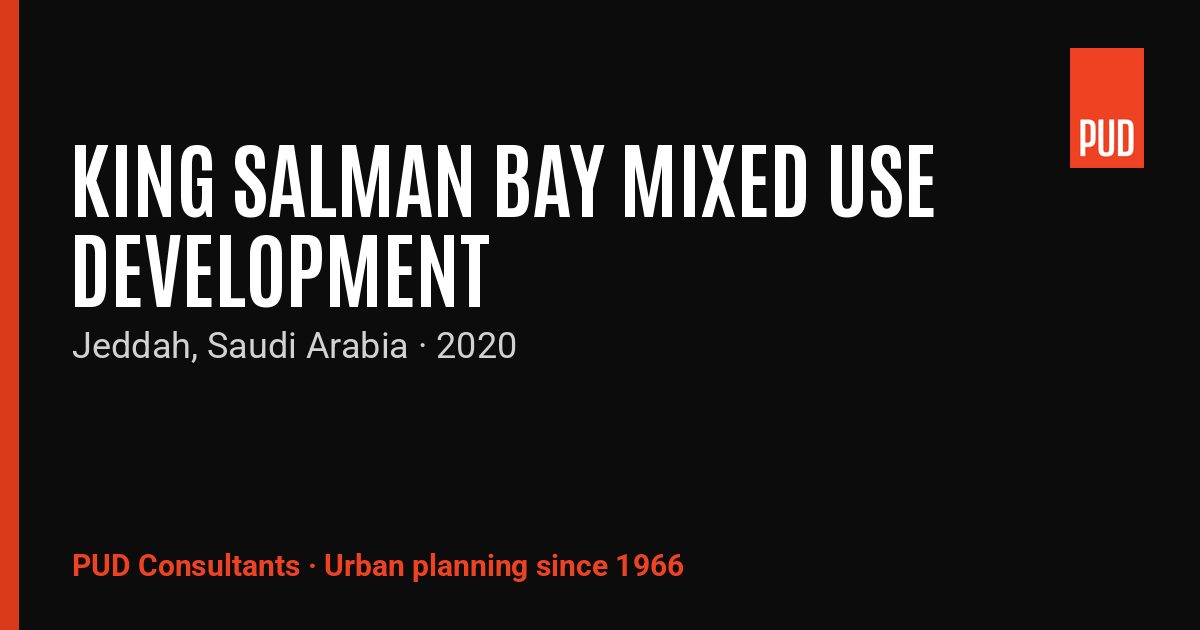 PUD
KING SALMAN BAY MIXED USE
DEVELOPMENT
Jeddah, Saudi Arabia · 2020
PUD Consultants · Urban planning since 1966